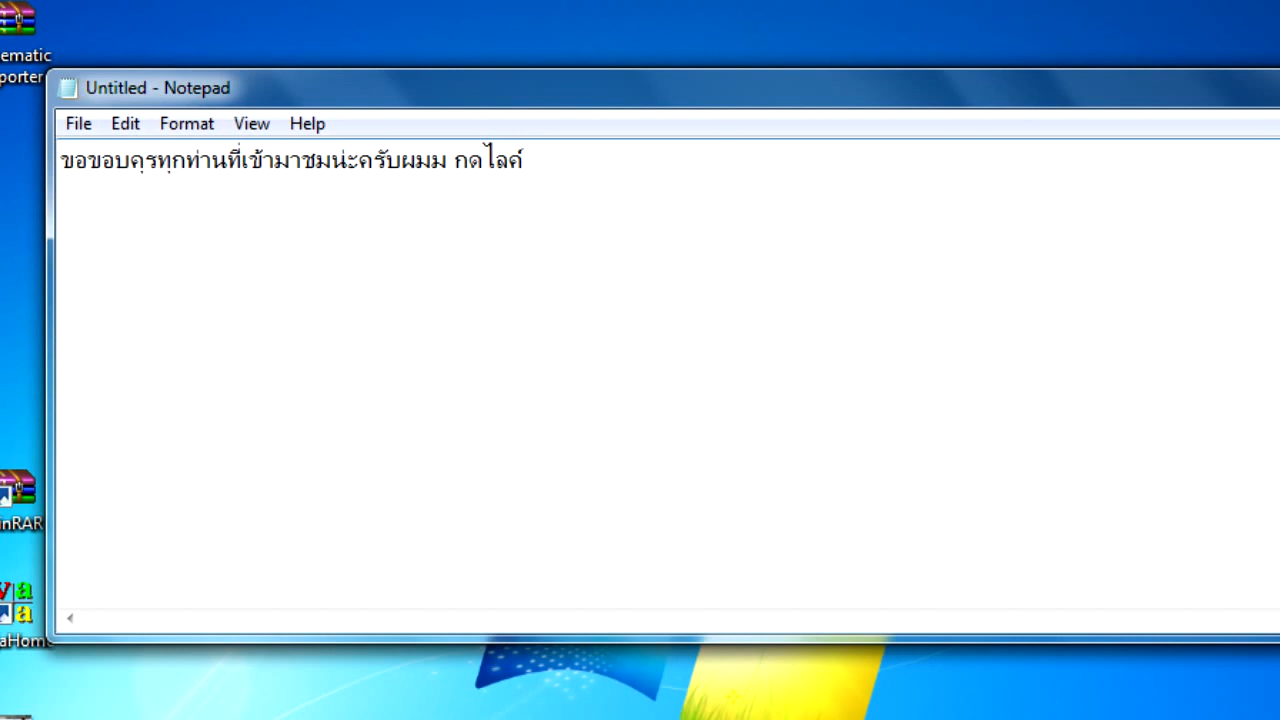 ematic
porter
Untitled - Notepad
File Edit Format View Help
ขอขอบคุรทุกท่านที่เข้ามาชมน่ะครับผมม กดไลค์
inRAR
va
a
aHome